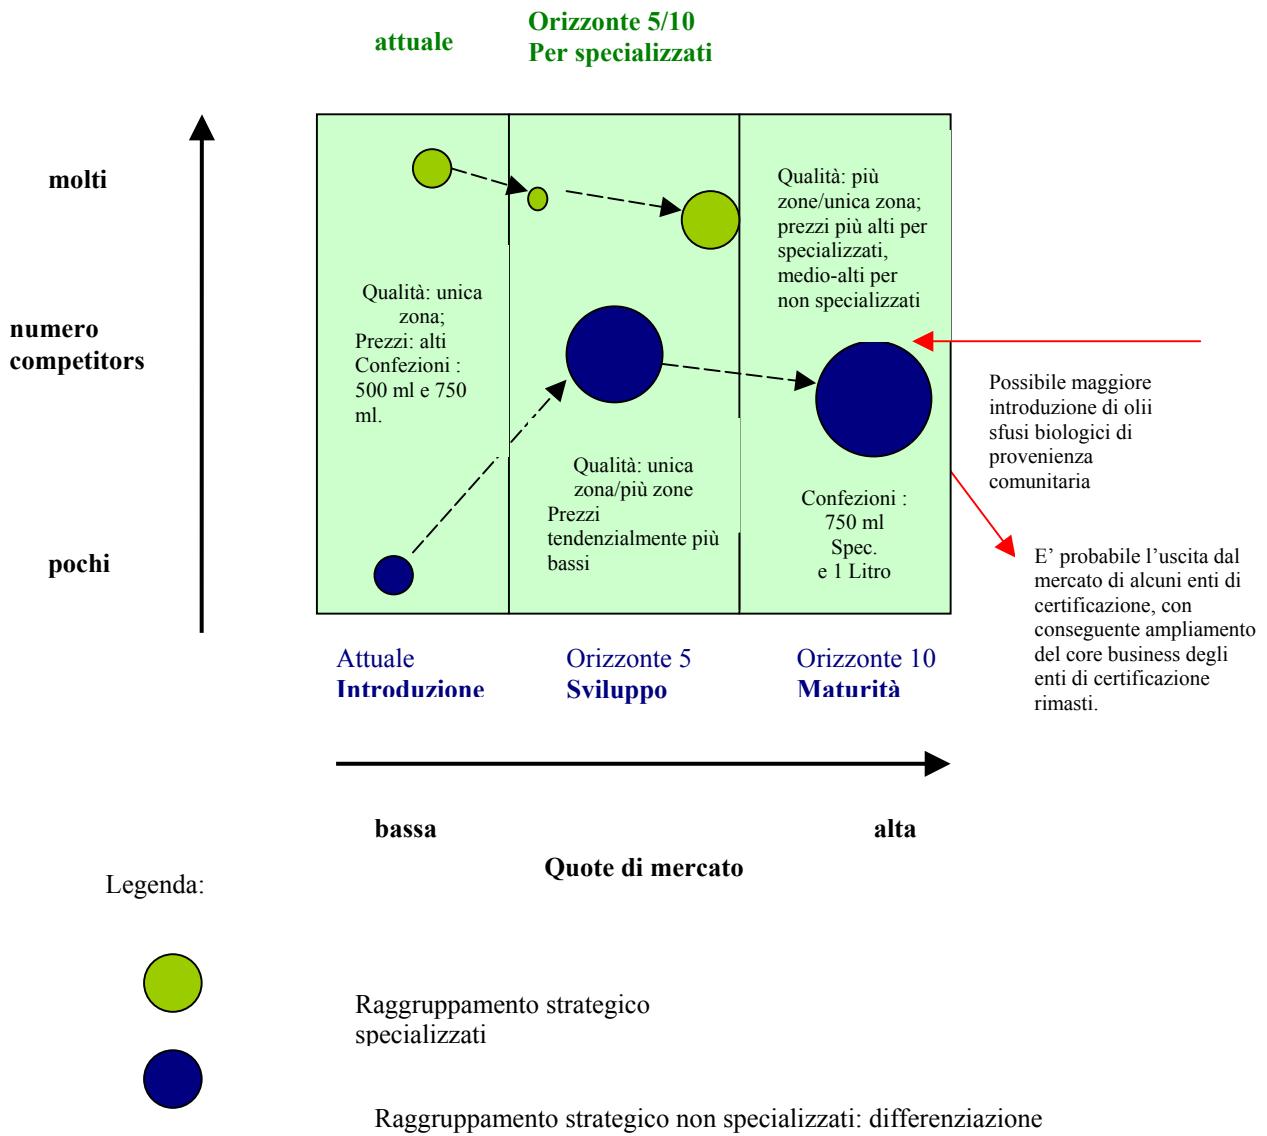 attuale
Orizzonte 5/10
Per specializzati
molti
numero
competitors
pochi
Qualità: unica
zona;
Prezzi: alti
Confezioni :
500 ml e 750
ml.
Qualità: unica
zona/più zone
Prezzi
tendenzialmente più
bassi
Qualità: più
zone/unica zona;
prezzi più alti per
specializzati,
medio-alti per
non specializzati
Confezioni :
750 ml
Spec.
e 1 Litro
Possibile maggiore
introduzione di olii
sfusi biologici di
provenienza
comunitaria
E’ probabile l’uscita dal
mercato di alcuni enti di
certificazione, con
conseguente ampliamento
del core business degli
enti di certificazione
rimasti.
Attuale
Introduzione
Orizzonte 5
Sviluppo
Orizzonte 10
Maturità
bassa
alta
Quote di mercato
Legenda:
Raggruppamento strategico
specializzati
Raggruppamento strategico non specializzati: differenziazione